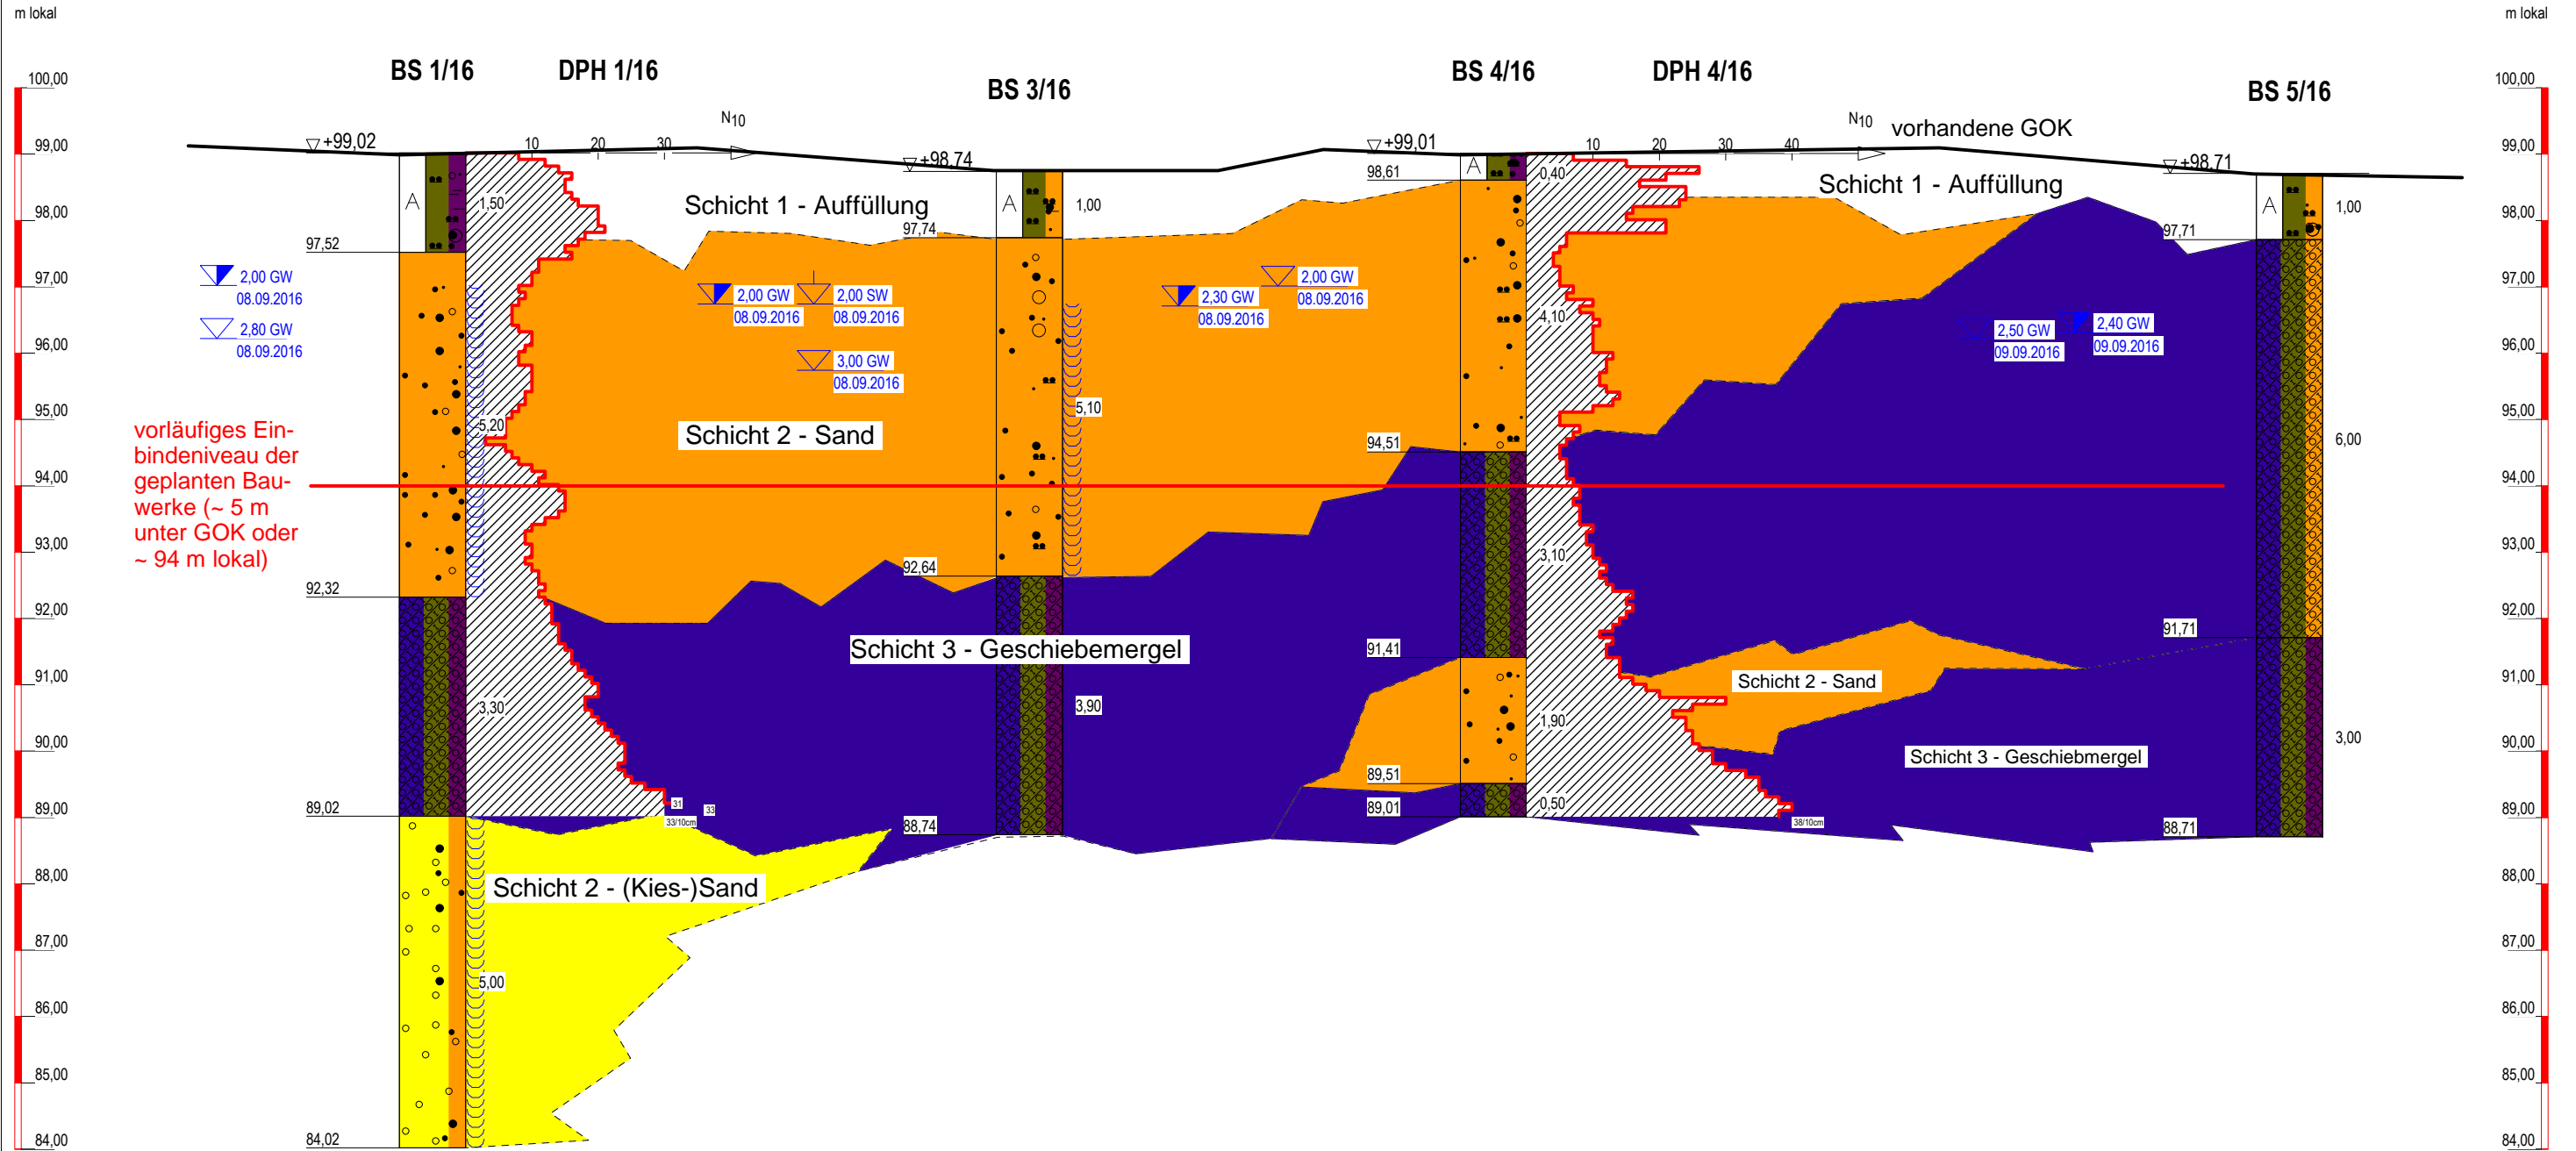 m lokal
m lokal
BS 1/16
DPH 1/16
BS 3/16
BS 4/16
DPH 4/16
BS 5/16
100,00
99,00
98,00
97,00
96,00
95,00
94,00
93,00
92,00
91,00
90,00
89,00
88,00
87,00
86,00
85,00
84,00
+99,02
97,52
92,32
89,02
84,02
A
1,50
5,20
3,30
5,00
10
20
30
N10
31
33
33/10cm
2,00 GW
08.09.2016
2,80 GW
08.09.2016
vorläufiges Ein-
bindeniveau der
geplanten Bau-
werke (~ 5 m
unter GOK oder
~ 94 m lokal)
Schicht 1 - Auffüllung
2,00 GW
08.09.2016
2,00 SW
08.09.2016
3,00 GW
08.09.2016
Schicht 2 - Sand
Schicht 3 - Geschiebemergel
Schicht 2 - (Kies-)Sand
+98,74
97,74
92,64
88,74
A
1,00
5,10
3,90
2,30 GW
08.09.2016
2,00 GW
08.09.2016
+99,01
98,61
94,51
91,41
89,51
89,01
A
0,40
4,10
3,10
1,90
0,50
10
20
30
40
N10
38/10cm
vorhandene GOK
Schicht 1 - Auffüllung
2,50 GW
09.09.2016
2,40 GW
09.09.2016
Schicht 2 - Sand
Schicht 3 - Geschiebmergel
+98,71
97,71
91,71
88,71
A
1,00
6,00
3,00
100,00
99,00
98,00
97,00
96,00
95,00
94,00
93,00
92,00
91,00
90,00
89,00
88,00
87,00
86,00
85,00
84,00